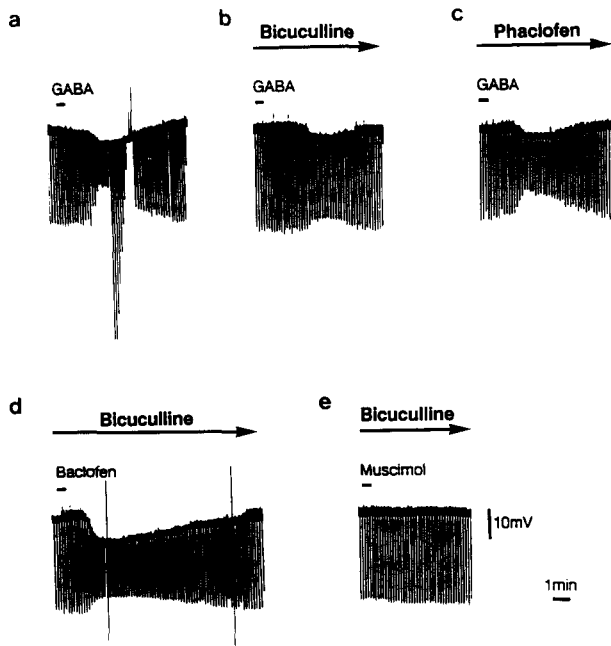 a
GABA
b
Bicuculline
GABA
c
Phaclofen
GABA
d
Bicuculline
Baclofen
e
Bicuculline
Muscimol
10mV
1min